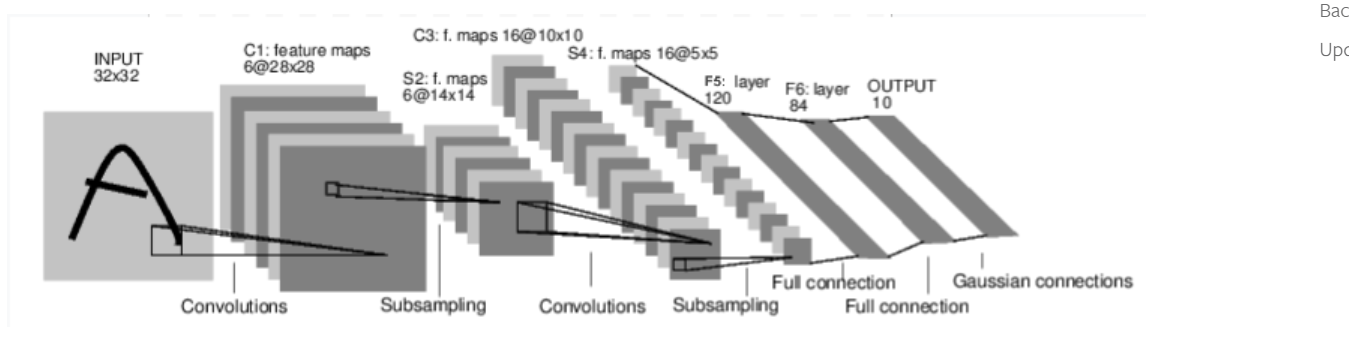 INPUT
32x32
C1: feature maps
6@28x28
S2: f. maps
6@14x14
C3: f. maps 16@10x10
S4: f. maps 16@5x5
F5: layer
120
F6: layer
84
OUTPUT
10
Convolutions
Subsampling
Convolutions
Subsampling
Full connection
Full connection
Gaussian connections
Bac
Upo